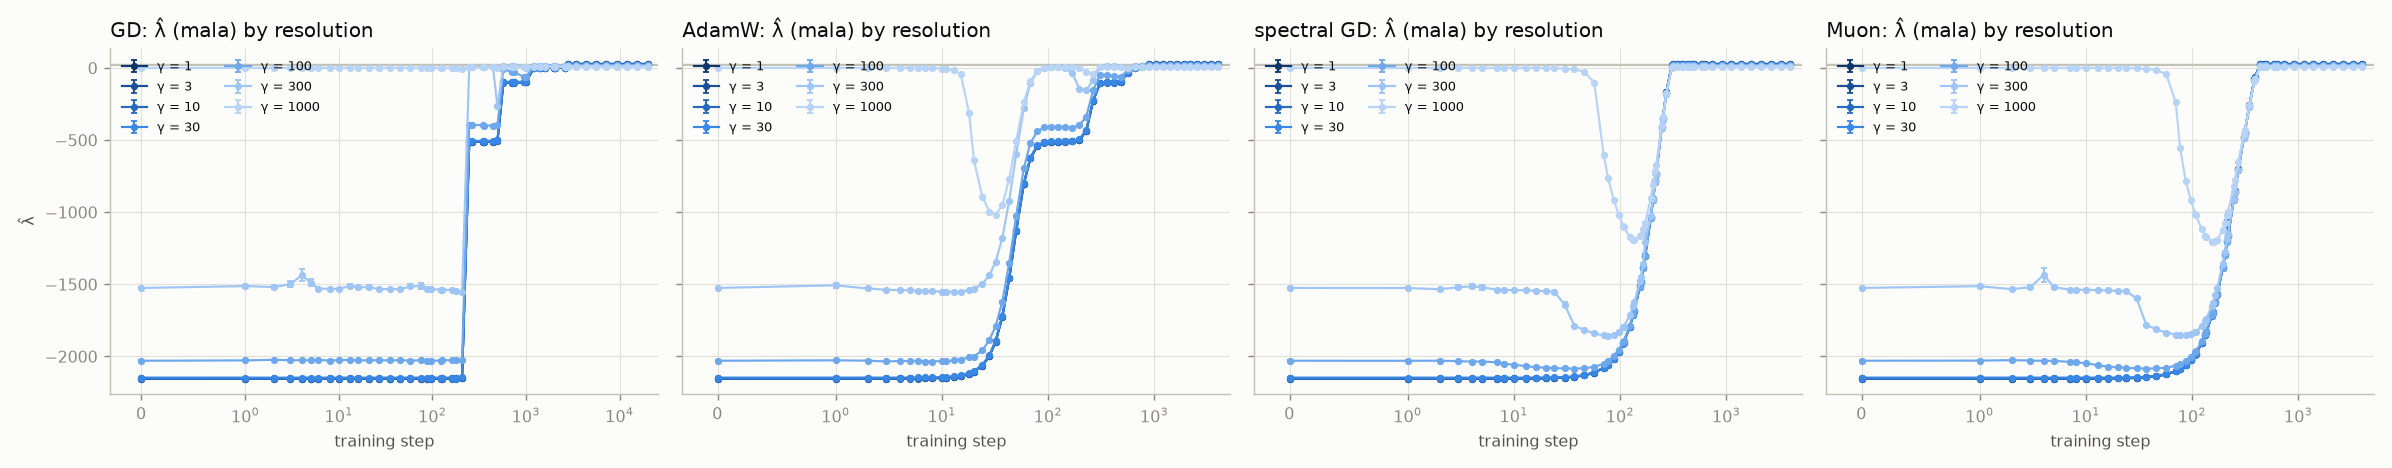 GD: λ̂ (mala) by resolution
γ = 1
γ = 3
γ = 10
γ = 30
γ = 100
γ = 300
γ = 1000
0
−500
−1000
−1500
−2000
λ̂
0
10⁰
10¹
10²
10³
10⁴
training step
AdamW: λ̂ (mala) by resolution
γ = 1
γ = 3
γ = 10
γ = 30
γ = 100
γ = 300
γ = 1000
0
10⁰
10¹
10²
10³
training step
spectral GD: λ̂ (mala) by resolution
γ = 1
γ = 3
γ = 10
γ = 30
γ = 100
γ = 300
γ = 1000
0
10⁰
10¹
10²
10³
training step
Muon: λ̂ (mala) by resolution
γ = 1
γ = 3
γ = 10
γ = 30
γ = 100
γ = 300
γ = 1000
0
10⁰
10¹
10²
10³
training step